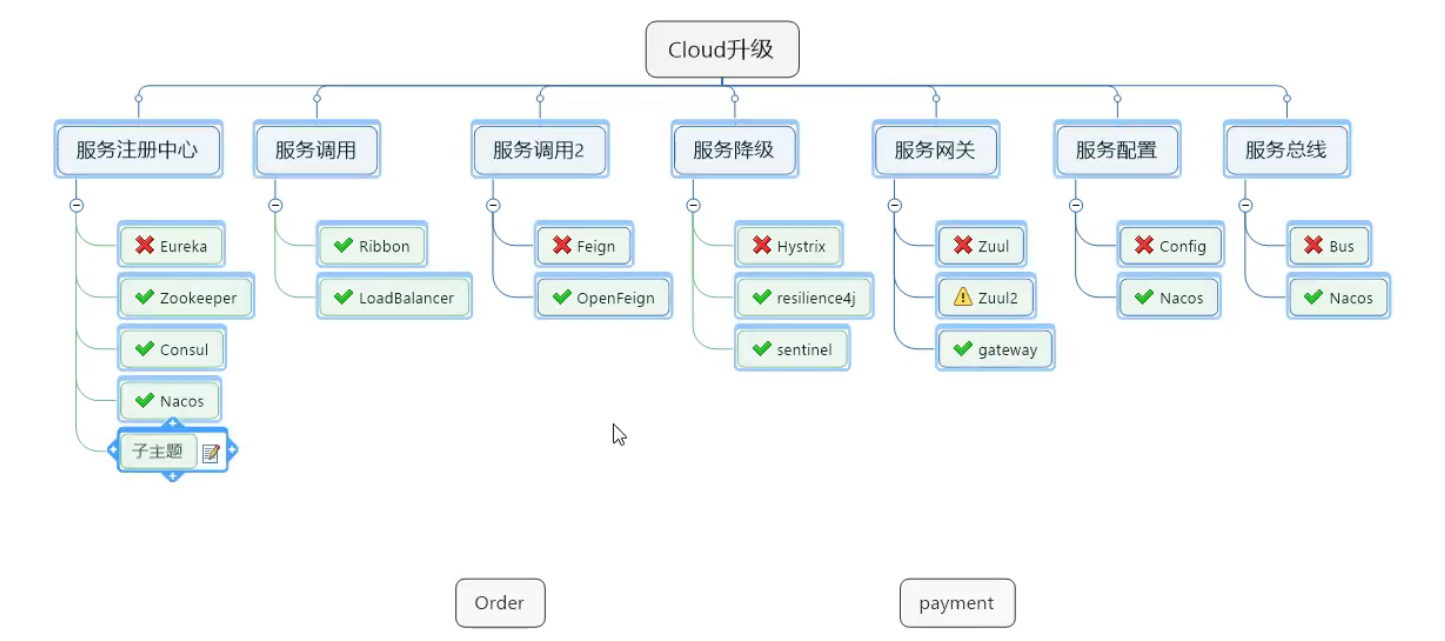 Cloud升级
服务注册中心
服务调用
服务调用2
服务降级
服务网关
服务配置
服务总线
Eureka
Zookeeper
Consul
Nacos
子主题
Ribbon
LoadBalancer
Feign
OpenFeign
Hystrix
resilience4j
sentinel
Zuul
Zuul2
gateway
Config
Nacos
Bus
Nacos
Order
payment